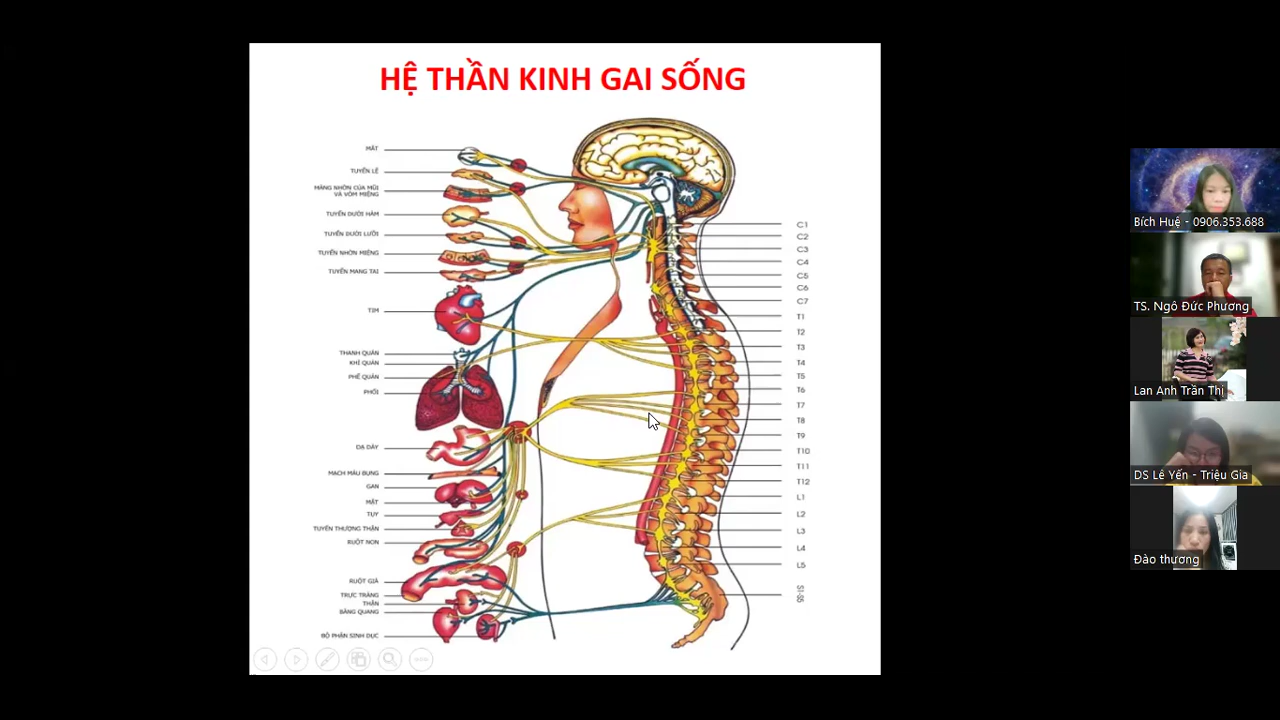 HỆ THẦN KINH GAI SỐNG
MẮT
TUYẾN LỆ
MÀNG NHỜN CỦA MŨI
VÀ VÒM MIỆNG
TUYẾN DƯỚI HÀM
TUYẾN DƯỚI LƯỠI
TUYẾN NHỜN MIỆNG
TUYẾN MANG TAI
TIM
THANH QUẢN
KHÍ QUẢN
PHẾ QUẢN
PHỔI
DẠ DÀY
MẠCH MÁU BỤNG
GAN
MẬT
TỤY
TUYẾN THƯỢNG THẬN
RUỘT NON
RUỘT GIÀ
TRỰC TRÀNG
THẬN
BÀNG QUANG
BỘ PHẬN SINH DỤC
C1
C2
C3
C4
C5
C6
C7
T1
T2
T3
T4
T5
T6
T7
T8
T9
T10
T11
T12
L1
L2
L3
L4
L5
S1-S5
Bích Huệ - 0906.353.688
TS. Ngô Đức Phương
Lan Anh Trần Thị
DS Lê Yến - Triệu Gia
Đào thương